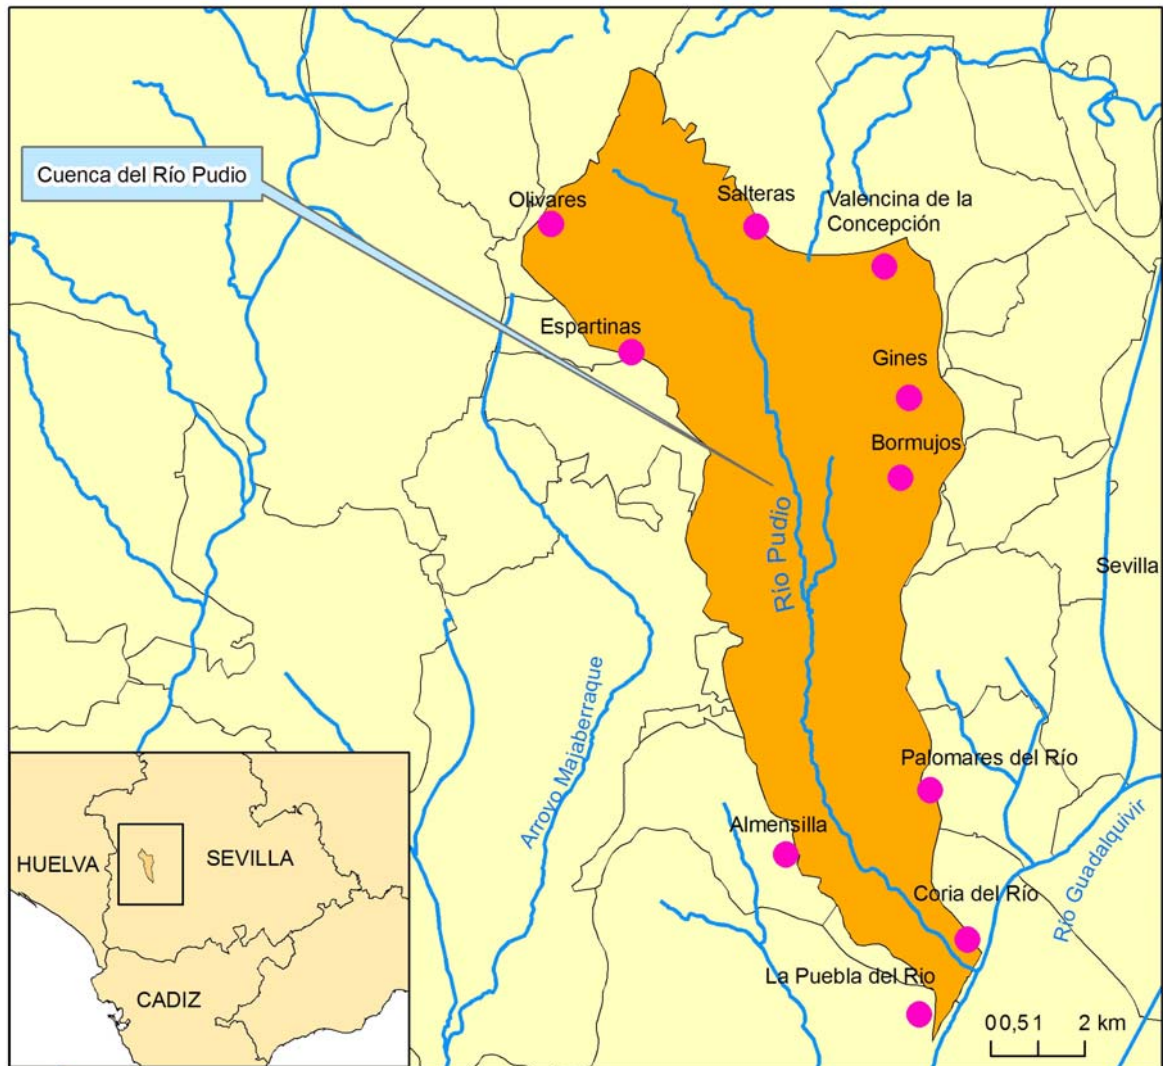 Cuenca del Río Pudio
Olivares
Salteras
Valencina de la
Concepción
Espartinas
Gines
Bormujos
Río Pudio
Sevilla
Arroyo Majaberraque
Palomares del Río
Almensilla
Coria del Río
Río Guadalquivir
La Puebla del Rio
HUELVA
SEVILLA
CADIZ
0 0,5 1 2 km